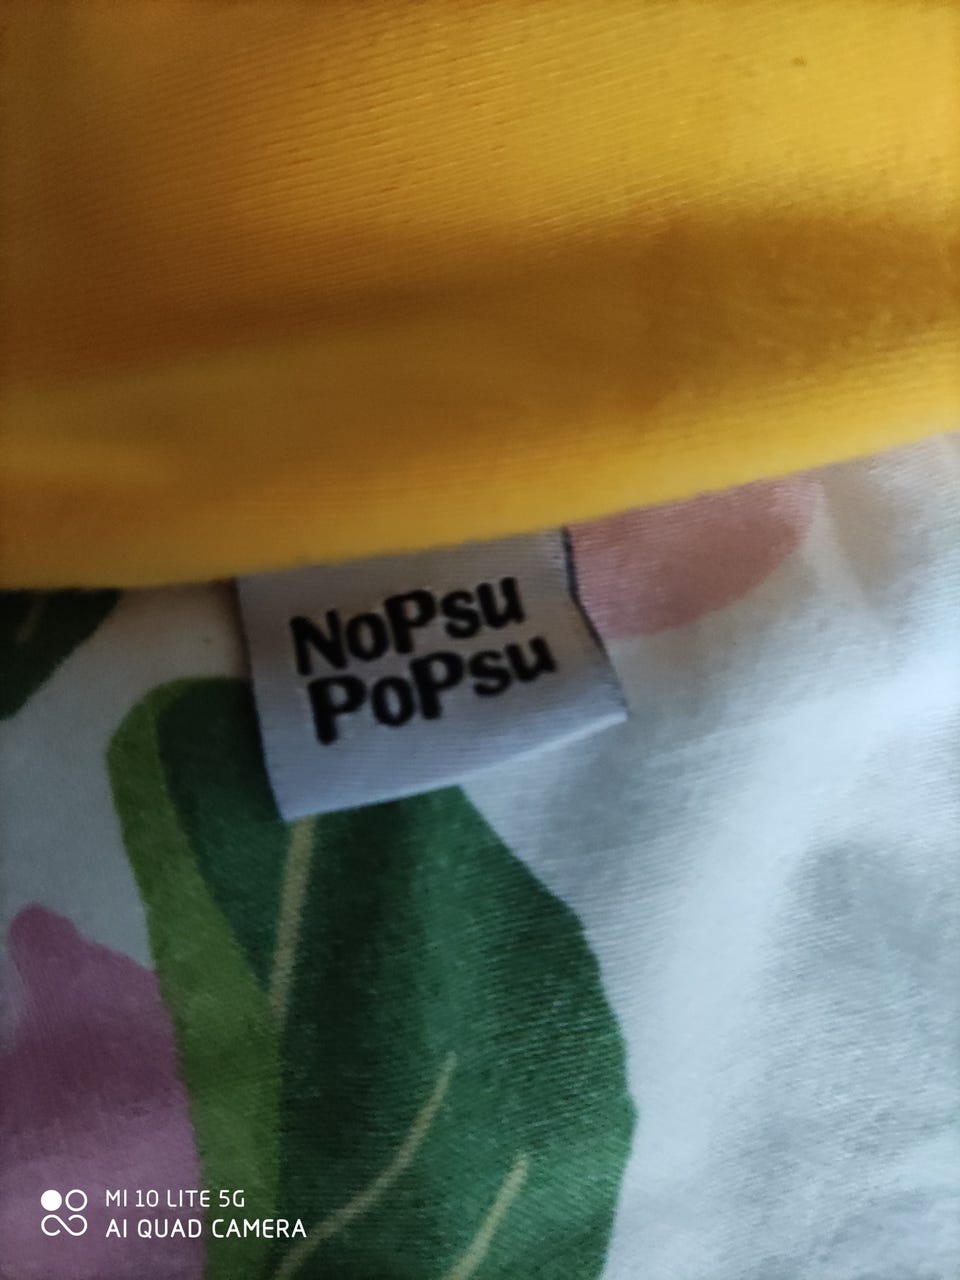 NoPsu
PoPsu
MI 10 LITE 5G
AI QUAD CAMERA